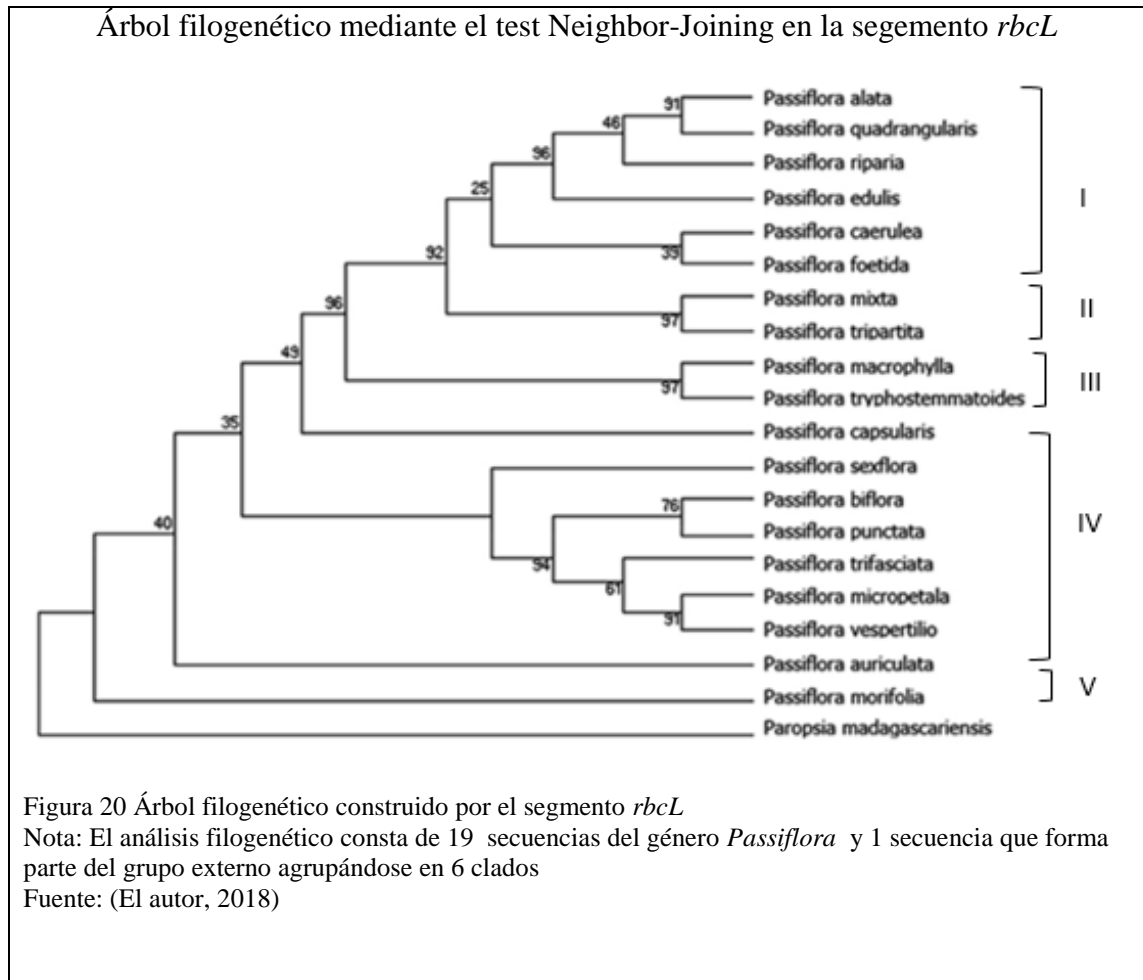 Árbol filogenético mediante el test Neighbor-Joining en la segemento rbcL
91 Passiflora alata
46 Passiflora quadrangularis
96 Passiflora riparia
25 Passiflora edulis
I
Passiflora caerulea
92 39 Passiflora foetida
96 Passiflora mixta
II
97 Passiflora tripartita
49 Passiflora macrophylla
III
97 Passiflora tryphostemmatoides
35 Passiflora capsularis
Passiflora sexflora
76 Passiflora biflora
40 Passiflora punctata
IV
94 Passiflora trifasciata
61 Passiflora micropetala
91 Passiflora vespertilio
Passiflora auriculata
V
Passiflora morifolia
Paropsia madagascariensis
Figura 20 Árbol filogenético construido por el segmento rbcL
Nota: El análisis filogenético consta de 19 secuencias del género Passiflora y 1 secuencia que forma
parte del grupo externo agrupándose en 6 clados
Fuente: (El autor, 2018)